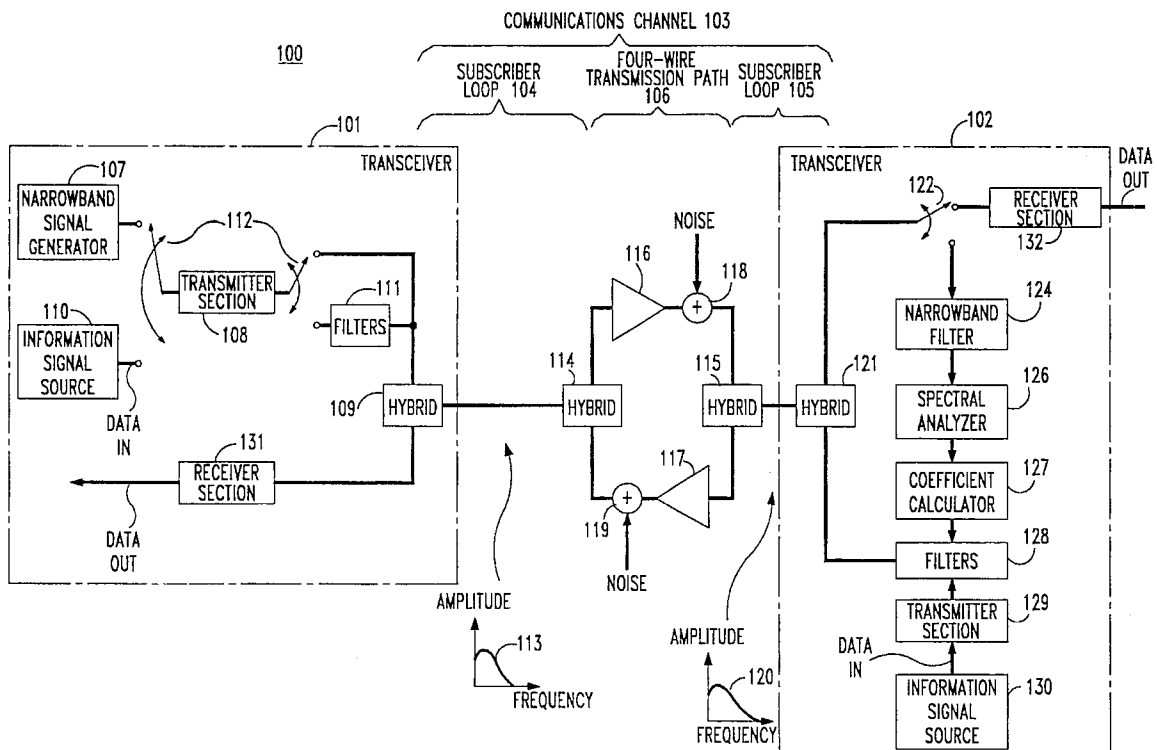 COMMUNICATIONS CHANNEL 103
100
SUBSCRIBER
LOOP 104
FOUR-WIRE
TRANSMISSION PATH
106
SUBSCRIBER
LOOP 105
101
TRANSCEIVER
107
NARROWBAND
SIGNAL
GENERATOR
112
TRANSMITTER
SECTION
108
111
FILTERS
110
INFORMATION
SIGNAL
SOURCE
DATA
IN
109
HYBRID
131
RECEIVER
SECTION
DATA
OUT
AMPLITUDE
113
FREQUENCY
114
HYBRID
116
NOISE
118
+
115
HYBRID
117
+
119
NOISE
AMPLITUDE
120
FREQUENCY
102
TRANSCEIVER
DATA
OUT
122
RECEIVER
SECTION
132
124
NARROWBAND
FILTER
121
HYBRID
126
SPECTRAL
ANALYZER
127
COEFFICIENT
CALCULATOR
128
FILTERS
129
TRANSMITTER
SECTION
DATA
IN
130
INFORMATION
SIGNAL
SOURCE